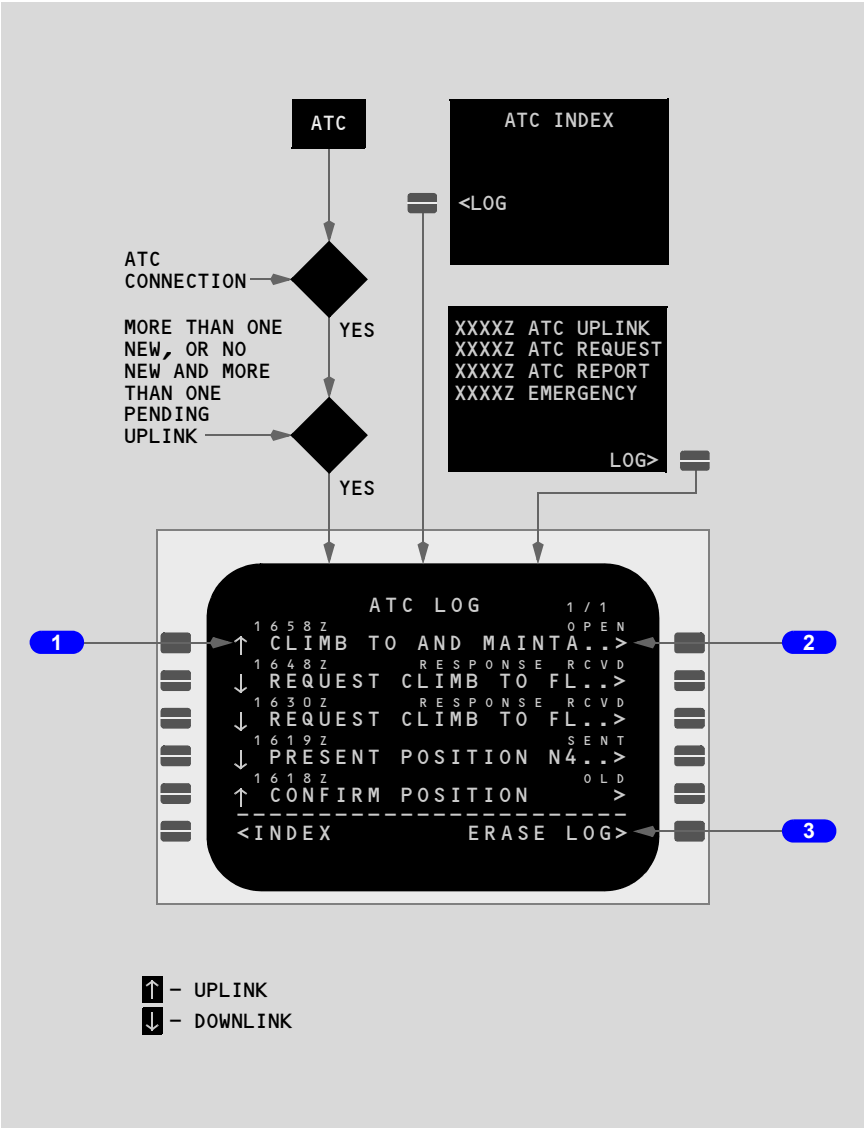 ATC
ATC INDEX
<LOG
ATC
CONNECTION
YES
MORE THAN ONE
NEW, OR NO
NEW AND MORE
THAN ONE
PENDING
UPLINK
YES
XXXXZ ATC UPLINK
XXXXZ ATC REQUEST
XXXXZ ATC REPORT
XXXXZ EMERGENCY
LOG>
ATC LOG 1/1
1658Z OPEN
1 ↑ CLIMB TO AND MAINTA..> 2
1648Z RESPONSE RCVD
↓ REQUEST CLIMB TO FL..>
1630Z RESPONSE RCVD
↓ REQUEST CLIMB TO FL..>
1619Z SENT
↓ PRESENT POSITION N4..>
1618Z OLD
↑ CONFIRM POSITION >
------------------------
<INDEX ERASE LOG> 3
↑ - UPLINK
↓ - DOWNLINK